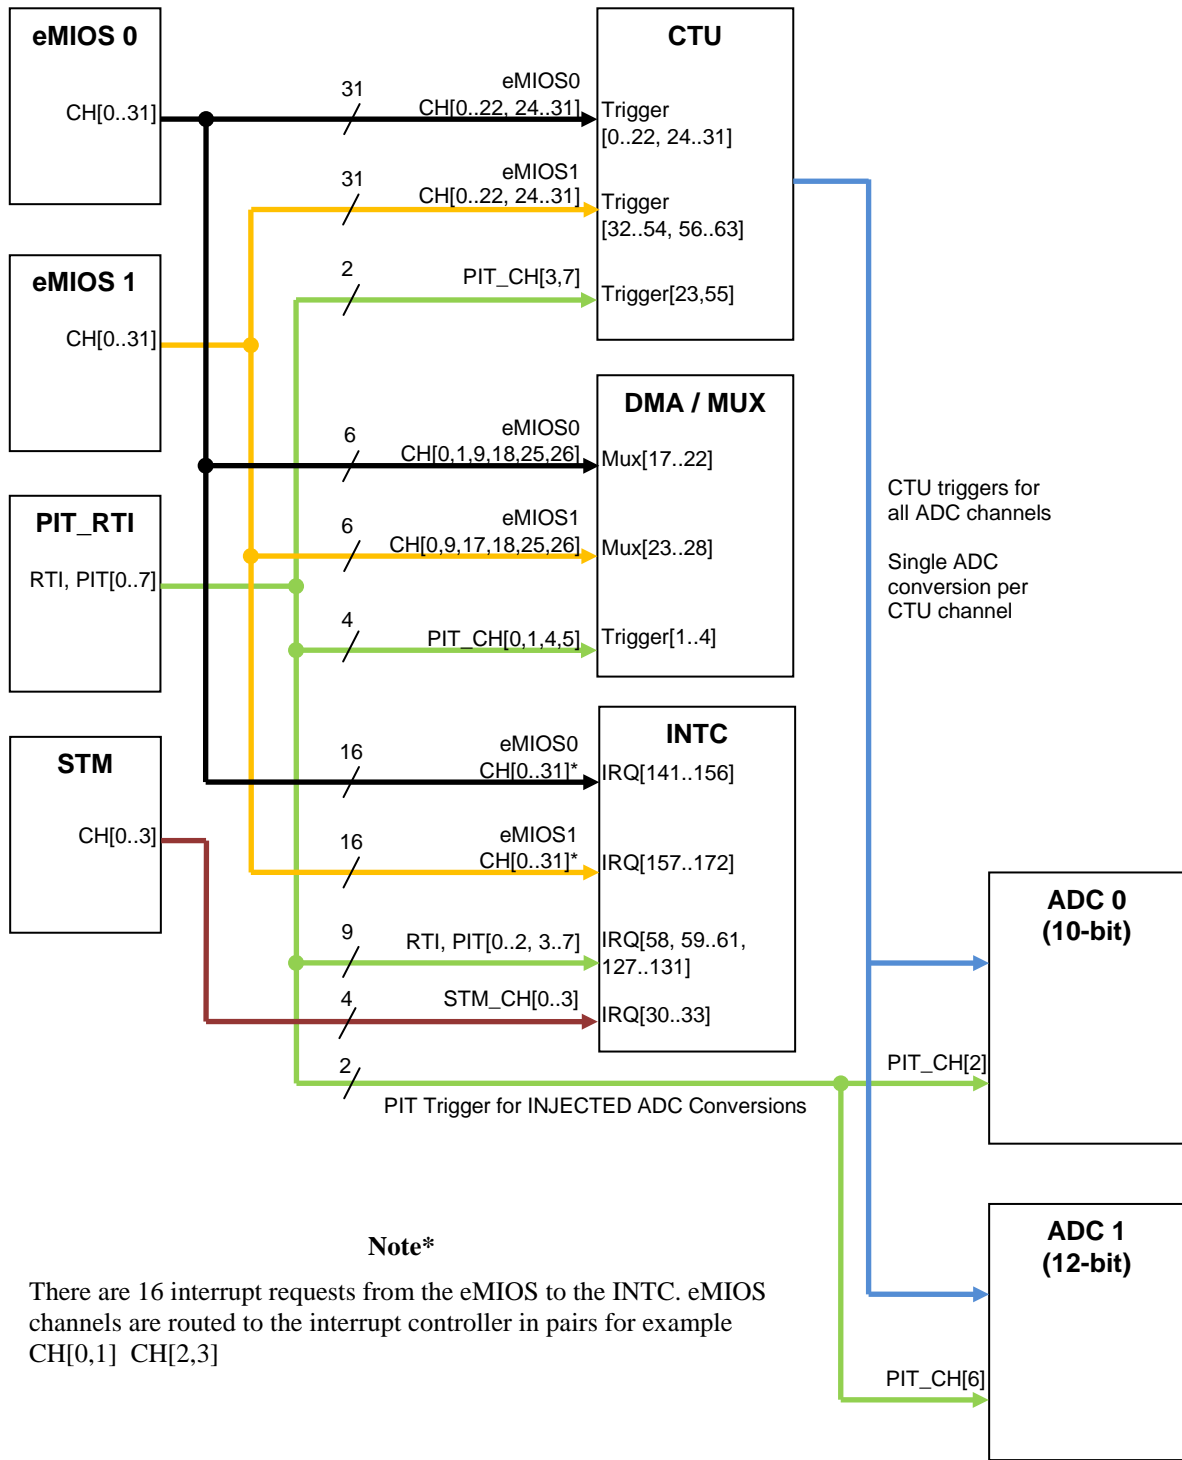 eMIOS 0
CH[0..31]
eMIOS 1
CH[0..31]
PIT_RTI
RTI, PIT[0..7]
STM
CH[0..3]
31
eMIOS0
CH[0..22, 24..31]
31
eMIOS1
CH[0..22, 24..31]
2
PIT_CH[3,7]
CTU
Trigger
[0..22, 24..31]
Trigger
[32..54, 56..63]
Trigger[23,55]
6
eMIOS0
CH[0,1,9,18,25,26]
6
eMIOS1
CH[0,9,17,18,25,26]
4
PIT_CH[0,1,4,5]
DMA / MUX
Mux[17..22]
Mux[23..28]
Trigger[1..4]
16
eMIOS0
CH[0..31]*
16
eMIOS1
CH[0..31]*
9
RTI, PIT[0..2, 3..7]
4
STM_CH[0..3]
INTC
IRQ[141..156]
IRQ[157..172]
IRQ[58, 59..61,
127..131]
IRQ[30..33]
2
PIT Trigger for INJECTED ADC Conversions
CTU triggers for
all ADC channels
Single ADC
conversion per
CTU channel
ADC 0
(10-bit)
PIT_CH[2]
ADC 1
(12-bit)
PIT_CH[6]
Note*
There are 16 interrupt requests from the eMIOS to the INTC. eMIOS
channels are routed to the interrupt controller in pairs for example
CH[0,1]  CH[2,3]